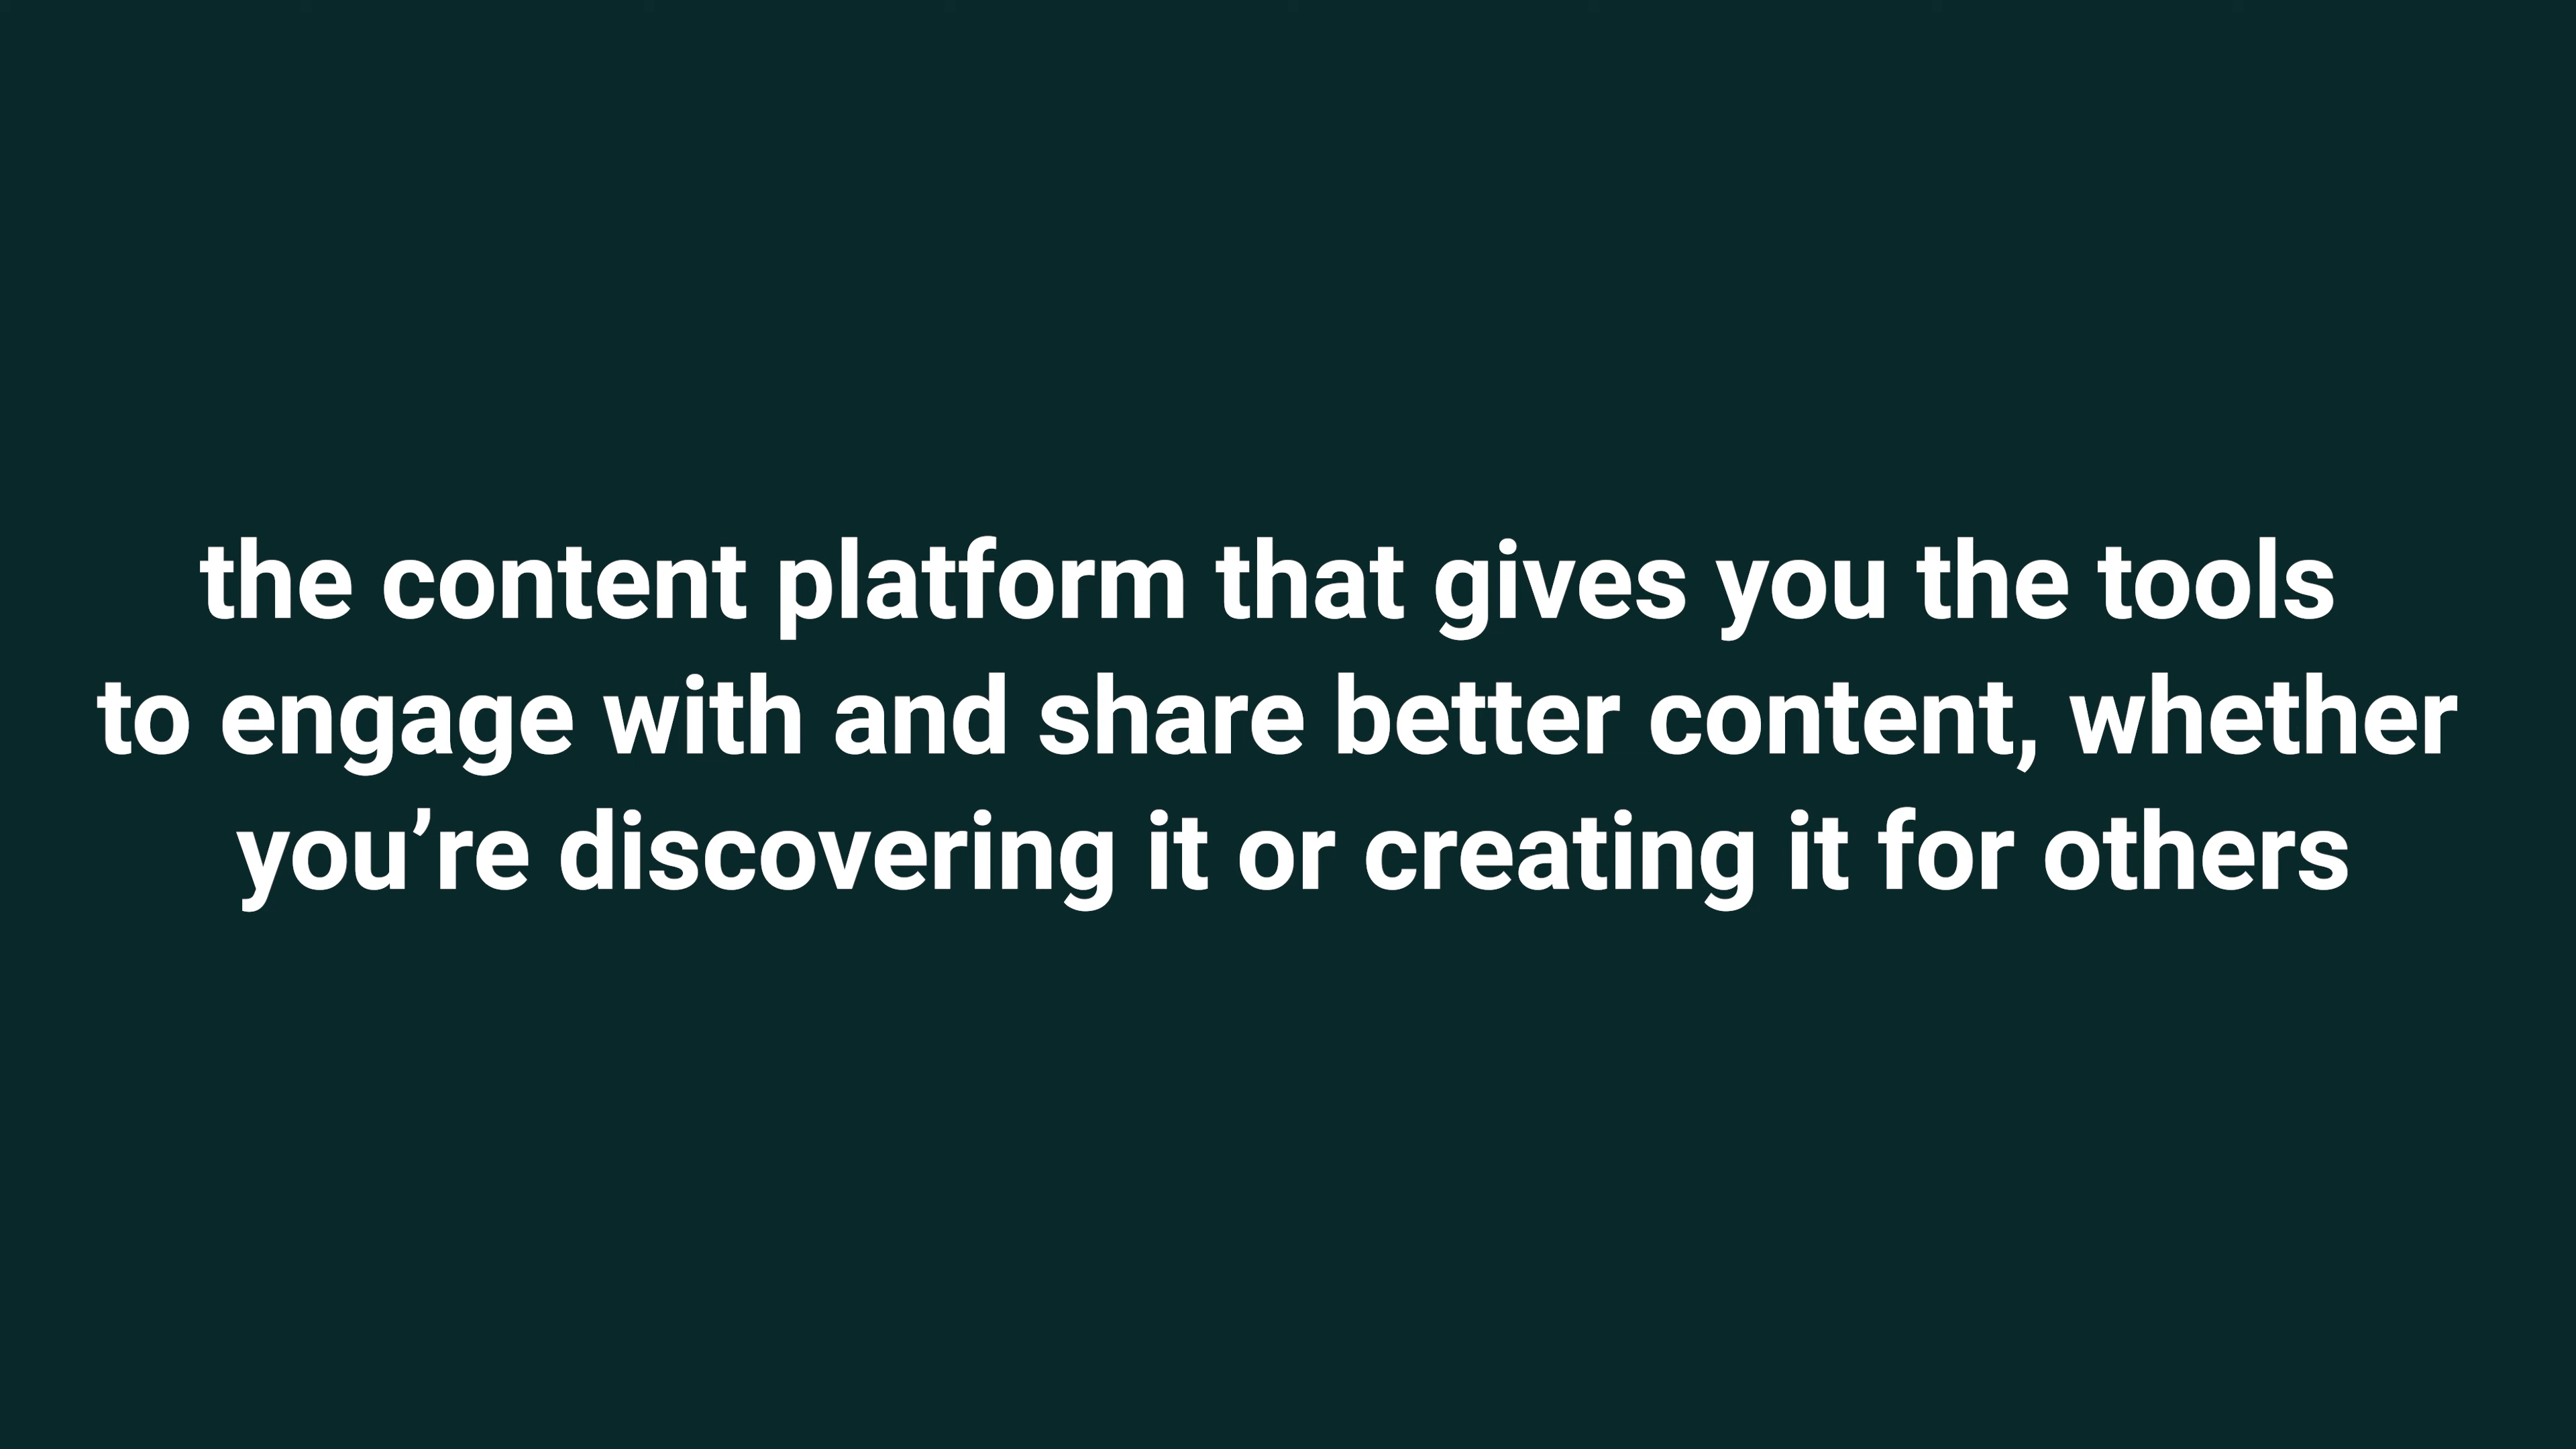 the content platform that gives you the tools
to engage with and share better content, whether
you’re discovering it or creating it for others